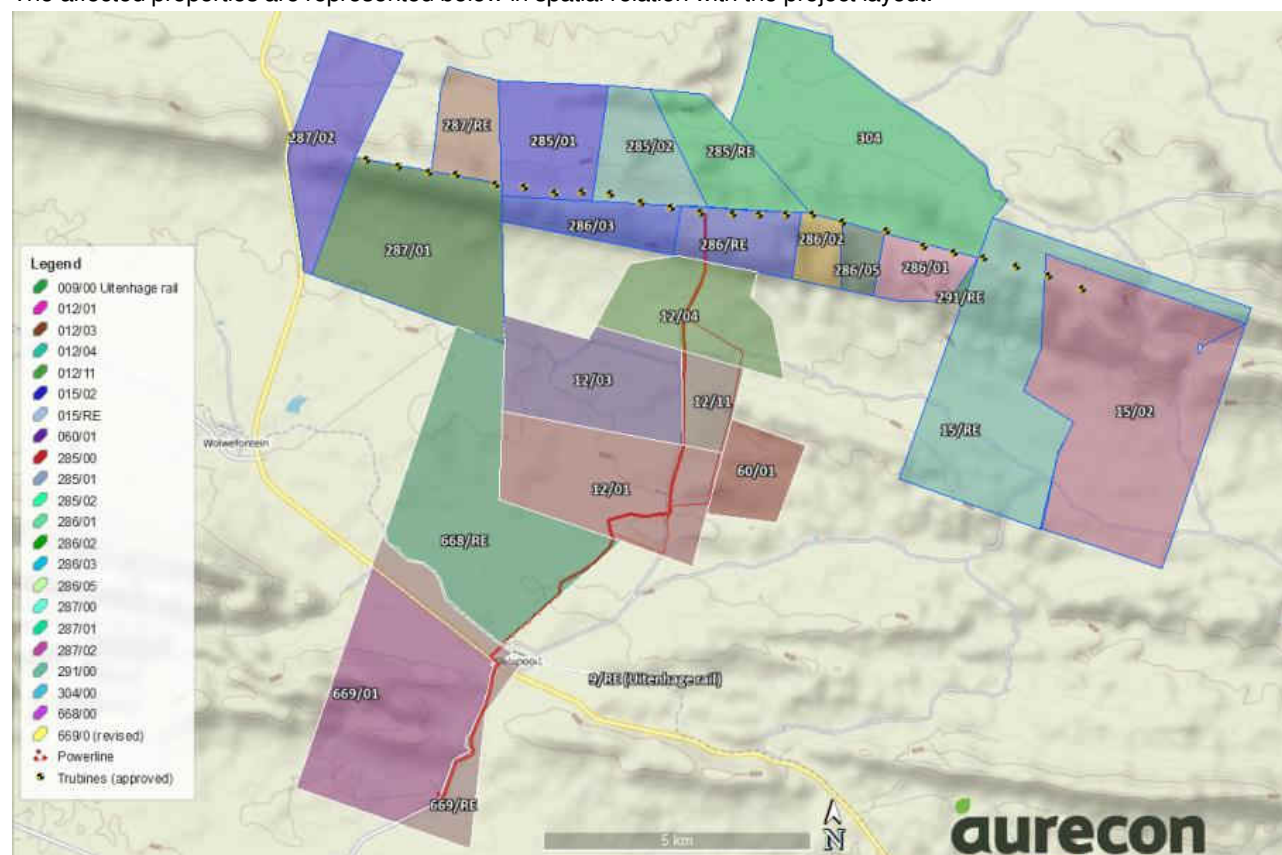 The affected properties are represented below in spatial relation with the project layout.
287/02
287/RE
285/01
285/02
285/RE
304
286/03
286/RE
286/02
286/05
286/01
291/RE
287/01
12/04
12/03
12/11
12/01
60/01
15/RE
15/02
668/RE
669/01
669/RE
9/RE (Uitenhage rail)
Wolwefontein
Legend
009/00 Uitenhage rail
012/01
012/03
012/04
012/11
015/02
015/RE
060/01
285/00
285/01
285/02
286/01
286/02
286/03
286/05
287/00
287/01
287/02
291/00
304/00
668/00
669/0 (revised)
Powerline
Trubines (approved)
5 km
N
aurecon